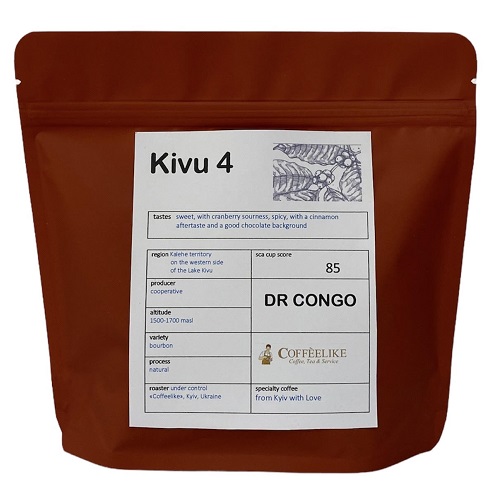 Kivu 4
tastes sweet, with cranberry sourness, spicy, with a cinnamon
aftertaste and a good chocolate background
region Kalehe territory
on the western side
of the Lake Kivu
producer
cooperative
altitude
1500-1700 masl
variety
bourbon
process
natural
roaster under control
«Coffeelike», Kyiv, Ukraine
sca cup score
85
DR CONGO
COFFÈELIKE
Coffee, Tea & Service
specialty coffee
from Kyiv with Love